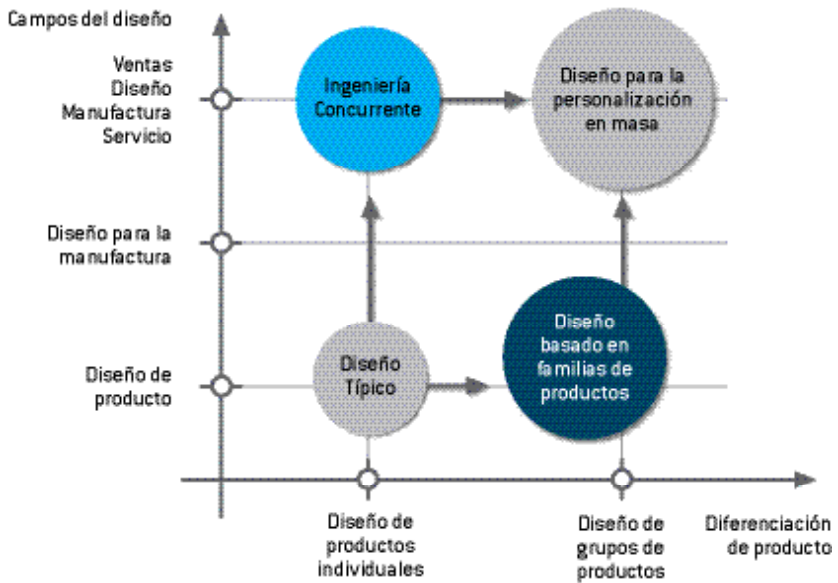 Campos del diseño
Ventas
Diseño
Manufactura
Servicio
Ingeniería
Concurrente
Diseño para la
personalización
en masa
Diseño para la
manufactura
Diseño de
producto
Diseño
Típico
Diseño
basado en
familias de
productos
Diseño de
productos
individuales
Diseño de
grupos de
productos
Diferenciación
de producto